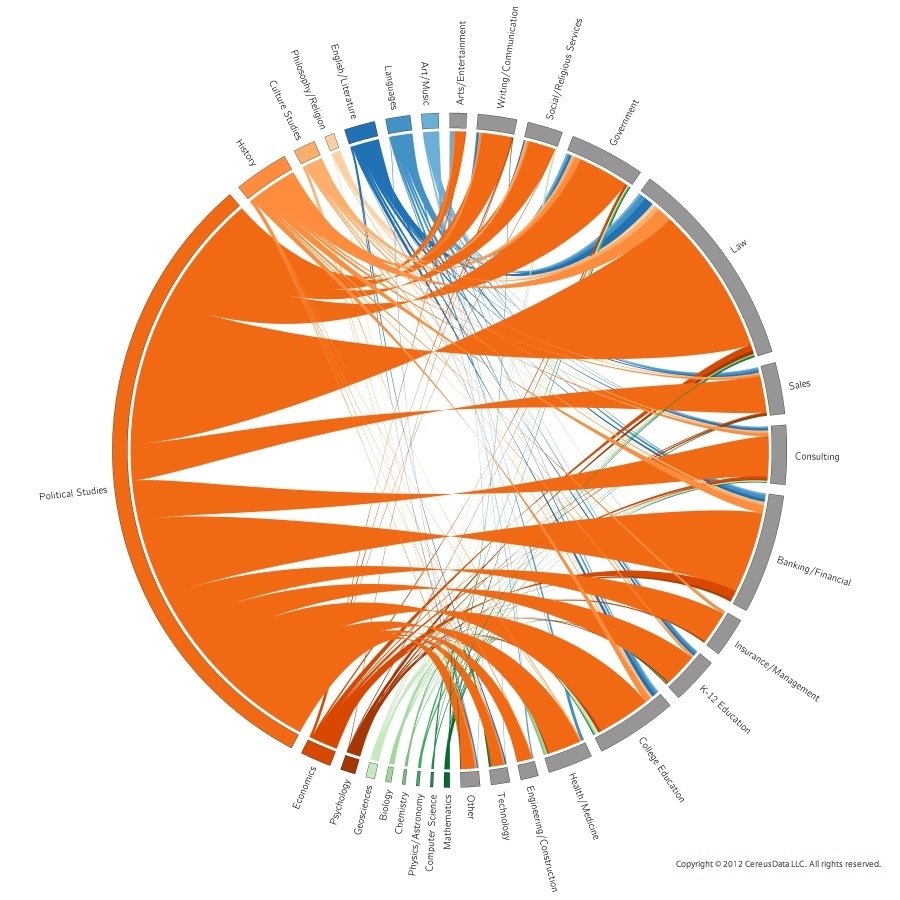 Political Studies
History
Culture Studies
Philosophy/Religion
English/Literature
Languages
Art/Music
Arts/Entertainment
Writing/Communication
Social/Religious Services
Government
Law
Sales
Consulting
Banking/Financial
Insurance/Management
K-12 Education
College Education
Health/Medicine
Engineering/Construction
Technology
Other
Mathematics
Computer Science
Physics/Astronomy
Chemistry
Biology
Geosciences
Psychology
Economics
Copyright © 2012 CereusData LLC. All rights reserved.